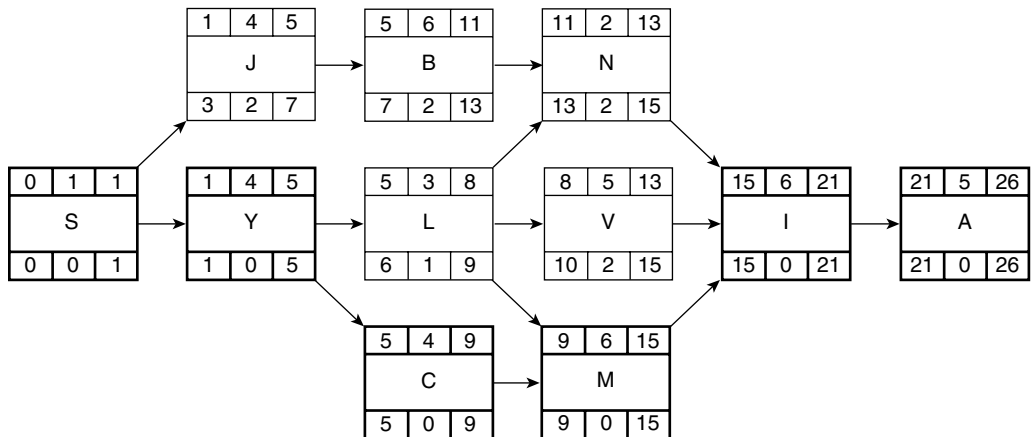 1 4 5
J
3 2 7
5 6 11
B
7 2 13
11 2 13
N
13 2 15
0 1 1
S
0 0 1
1 4 5
Y
1 0 5
5 3 8
L
6 1 9
8 5 13
V
10 2 15
15 6 21
I
15 0 21
21 5 26
A
21 0 26
5 4 9
C
5 0 9
9 6 15
M
9 0 15